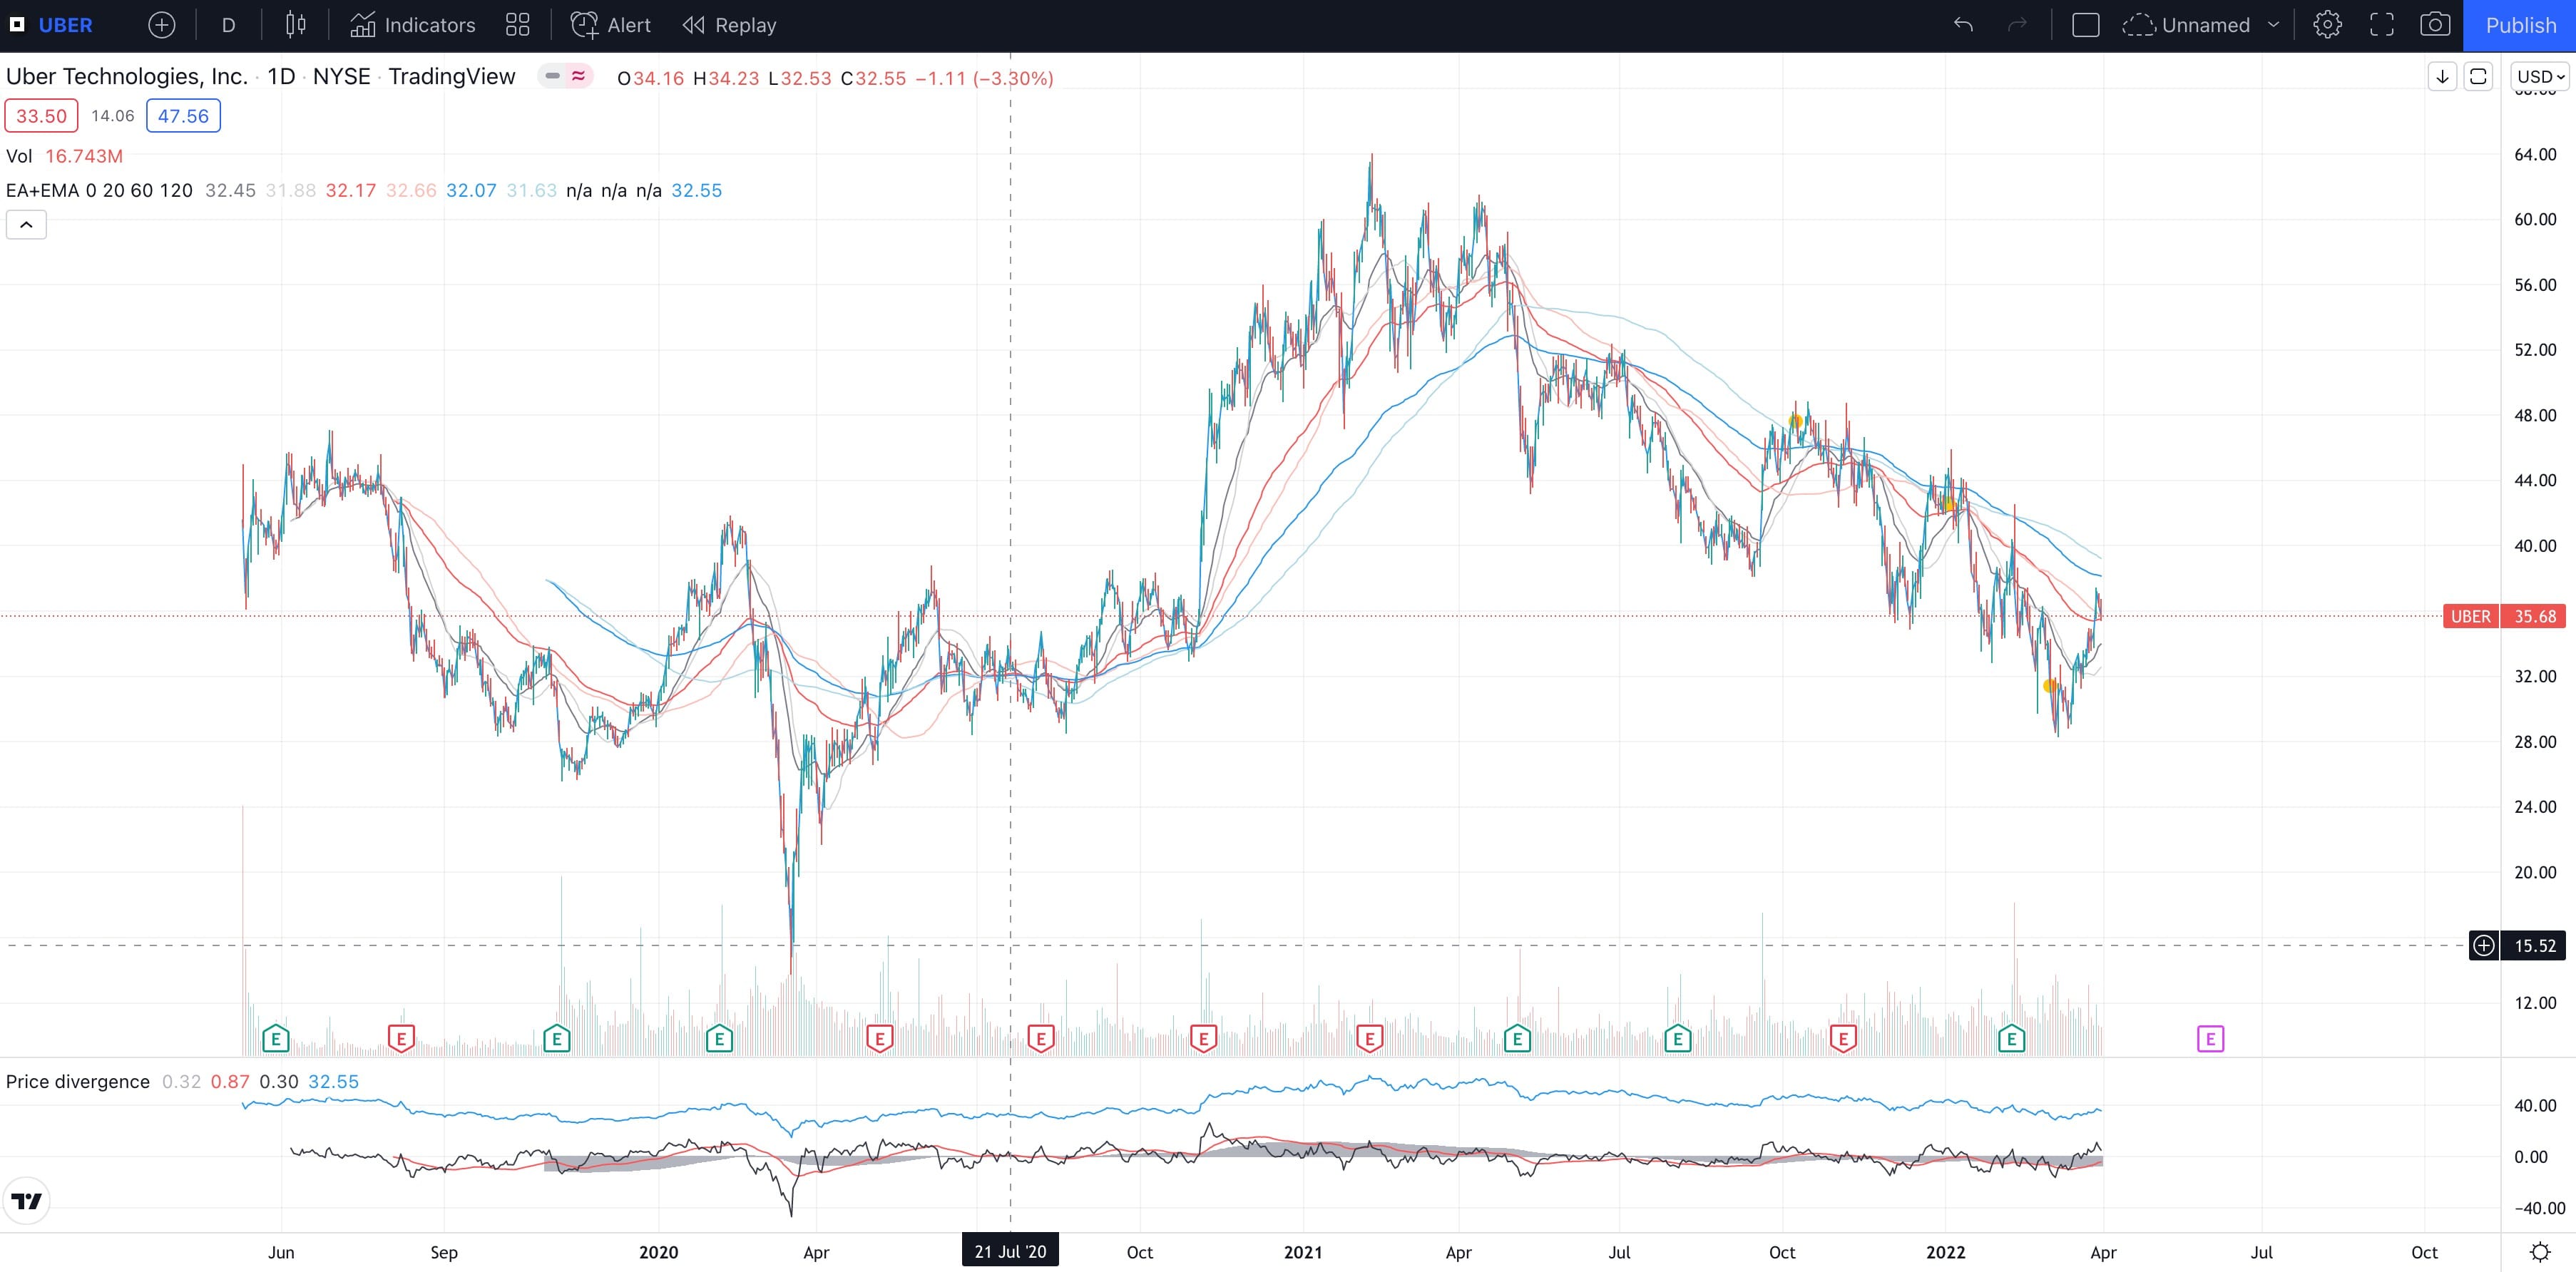 UBER D Indicators Alert Replay Unnamed Publish
Uber Technologies, Inc. · 1D · NYSE · TradingView O34.16 H34.23 L32.53 C32.55 −1.11 (−3.30%) USD
33.50 14.06 47.56
Vol 16.743M
EA+EMA 0 20 60 120 32.45 31.88 32.17 32.66 32.07 31.63 n/a n/a n/a 32.55
64.00
60.00
56.00
52.00
48.00
44.00
40.00
UBER 35.68
32.00
28.00
24.00
20.00
15.52
12.00
E E E E E E E E E E E E E
Price divergence 0.32 0.87 0.30 32.55
40.00
0.00
−40.00
Jun Sep 2020 Apr 21 Jul '20 Oct 2021 Apr Jul Oct 2022 Apr Jul Oct